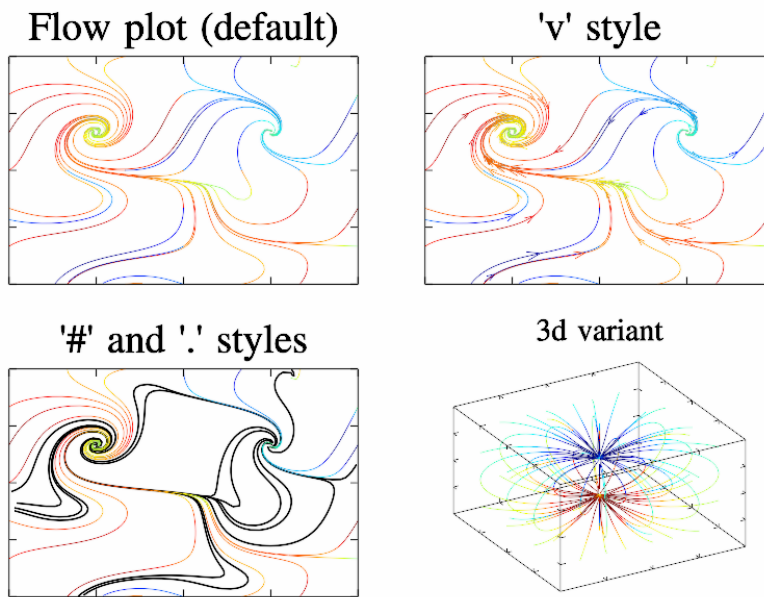 Flow plot (default)
'v' style
'#' and '.' styles
3d variant